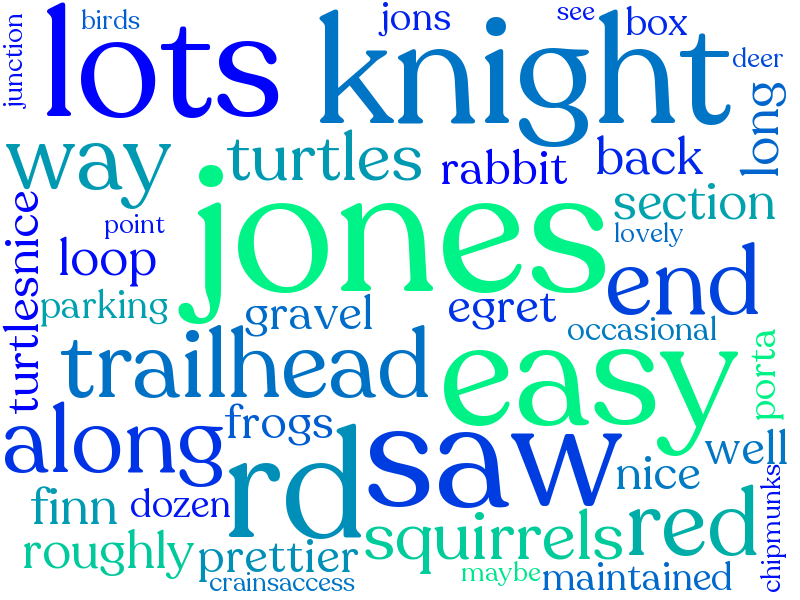 birds
jons
see
box
junction
lots
knight
deer
long
way
turtles
rabbit
back
jones
section
turtlesnice
point
lovely
loop
end
parking
gravel
egret
occasional
trailhead
easy
porta
along
frogs
rd
saw
well
nice
finn
dozen
squirrels
red
chipmunks
roughly
prettier
crainsaccess
maybe
maintained